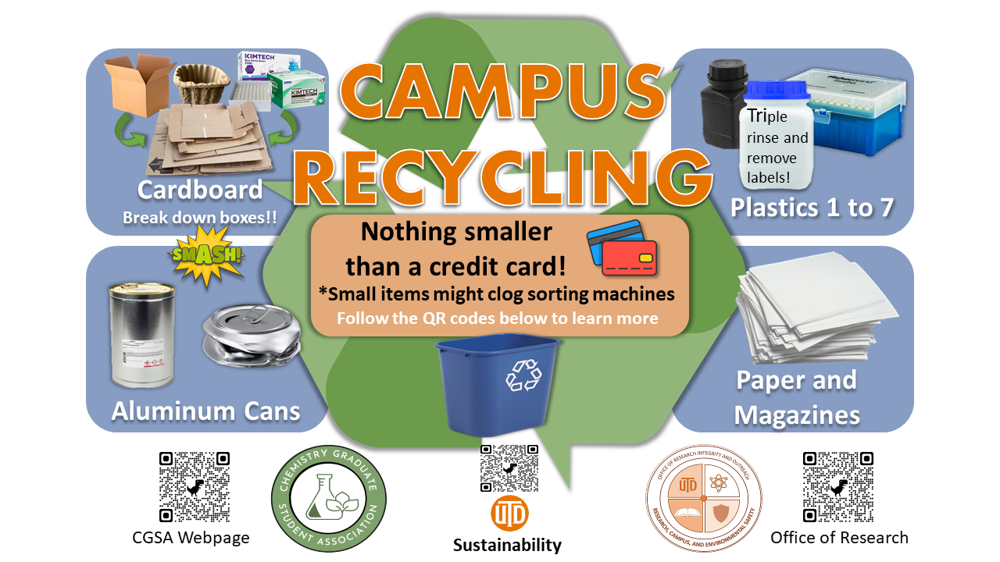 CAMPUS
RECYCLING
KIMTECH
KIMTECH
Cardboard
Break down boxes!!
Triple
rinse and
remove
labels!
Plastics 1 to 7
Nothing smaller
than a credit card!
*Small items might clog sorting machines
Follow the QR codes below to learn more
SMASH!
Aluminum Cans
Paper and
Magazines
CGSA Webpage
CHEMISTRY GRADUATE
STUDENT ASSOCIATION
UTD
Sustainability
OFFICE OF RESEARCH INTEGRITY AND OUTREACH
UTD
RESEARCH, CAMPUS, AND ENVIRONMENTAL SAFETY
Office of Research